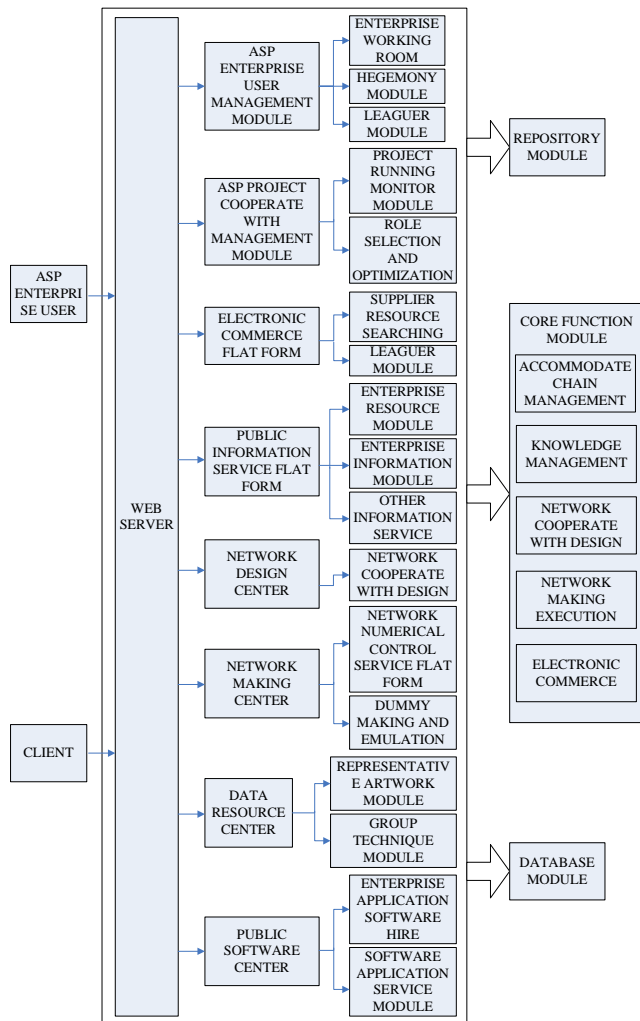 ASP
ENTERPRI
SE USER
CLIENT
WEB
SERVER
ASP
ENTERPRISE
USER
MANAGEMENT
MODULE
ENTERPRISE
WORKING
ROOM
HEGEMONY
MODULE
LEAGUER
MODULE
ASP PROJECT
COOPERATE
WITH
MANAGEMENT
MODULE
PROJECT
RUNNING
MONITOR
MODULE
ROLE
SELECTION
AND
OPTIMIZATION
ELECTRONIC
COMMERCE
FLAT FORM
SUPPLIER
RESOURCE
SEARCHING
LEAGUER
MODULE
PUBLIC
INFORMATION
SERVICE FLAT
FORM
ENTERPRISE
RESOURCE
MODULE
ENTERPRISE
INFORMATION
MODULE
OTHER
INFORMATION
SERVICE
NETWORK
DESIGN
CENTER
NETWORK
COOPERATE
WITH DESIGN
NETWORK
MAKING
CENTER
NETWORK
NUMERICAL
CONTROL
SERVICE FLAT
FORM
DUMMY
MAKING AND
EMULATION
DATA
RESOURCE
CENTER
REPRESENTATIV
E ARTWORK
MODULE
GROUP
TECHNIQUE
MODULE
PUBLIC
SOFTWARE
CENTER
ENTERPRISE
APPLICATION
SOFTWARE
HIRE
SOFTWARE
APPLICATION
SERVICE
MODULE
REPOSITORY
MODULE
CORE FUNCTION
MODULE
ACCOMMODATE
CHAIN
MANAGEMENT
KNOWLEDGE
MANAGEMENT
NETWORK
COOPERATE
WITH DESIGN
NETWORK
MAKING
EXECUTION
ELECTRONIC
COMMERCE
DATABASE
MODULE